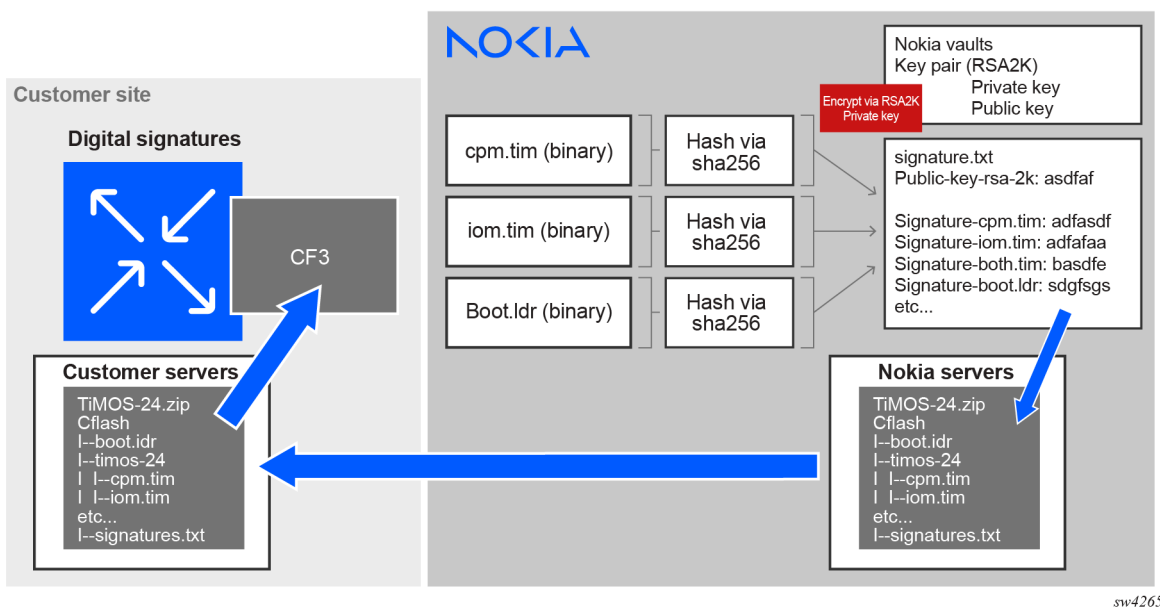 NOKIA
Customer site
Digital signatures
CF3
Customer servers
TiMOS-24.zip
Cflash
I--boot.idr
I--timos-24
I I--cpm.tim
I I--iom.tim
etc...
I--signatures.txt
cpm.tim (binary)
Hash via
sha256
iom.tim (binary)
Hash via
sha256
Boot.ldr (binary)
Hash via
sha256
Encrypt via RSA2K
Private key
Nokia vaults
Key pair (RSA2K)
Private key
Public key
signature.txt
Public-key-rsa-2k: asdfaf
Signature-cpm.tim: adfasdf
Signature-iom.tim: adfafaa
Signature-both.tim: basdfe
Signature-boot.ldr: sdgfsgs
etc...
Nokia servers
TiMOS-24.zip
Cflash
I--boot.idr
I--timos-24
I I--cpm.tim
I I--iom.tim
etc...
I--signatures.txt
sw4265